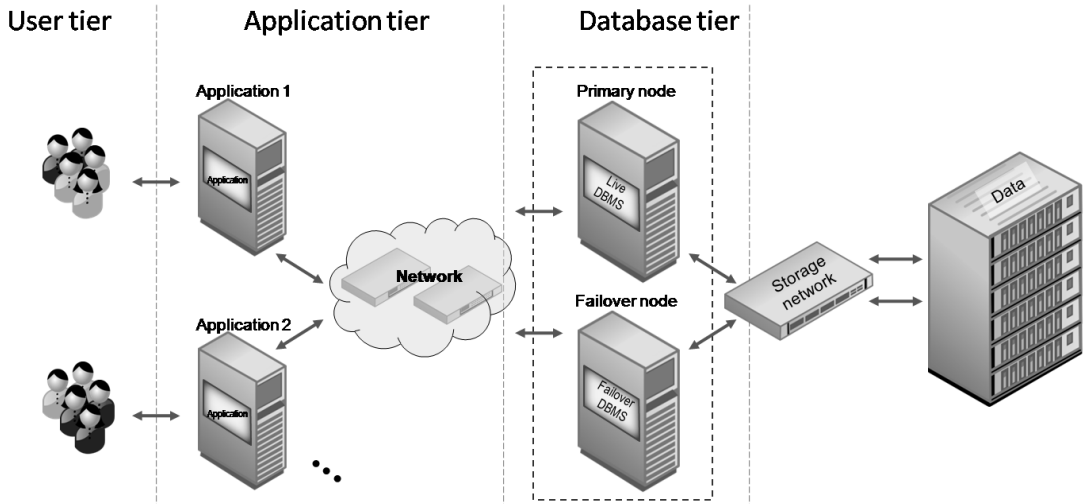 User tier
Application tier
Database tier
Application 1
Application
Primary node
Live
DBMS
Data
Network
Storage
network
Application 2
Application
Failover node
Failover
DBMS